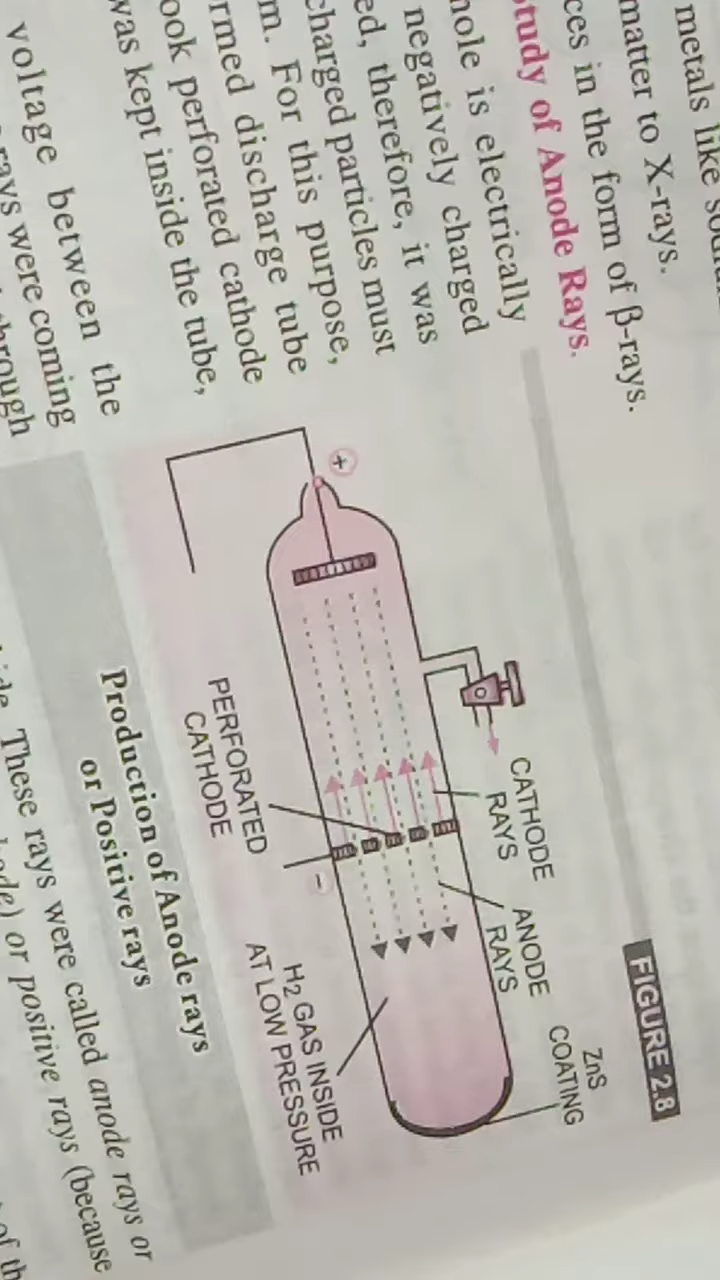 metals like
matter to X-rays.
ces in the form of β-rays.
Study of Anode Rays.
hole is electrically
negatively charged
ed, therefore, it was
charged particles must
m. For this purpose,
rmed discharge tube
ook perforated cathode
was kept inside the tube,
voltage between the
rays were coming
through
FIGURE 2.8
+
CATHODE
RAYS
ANODE
RAYS
ZnS
COATING
PERFORATED
CATHODE
–
H2 GAS INSIDE
AT LOW PRESSURE
Production of Anode rays
or Positive rays
These rays were called anode rays or
or positive rays (because